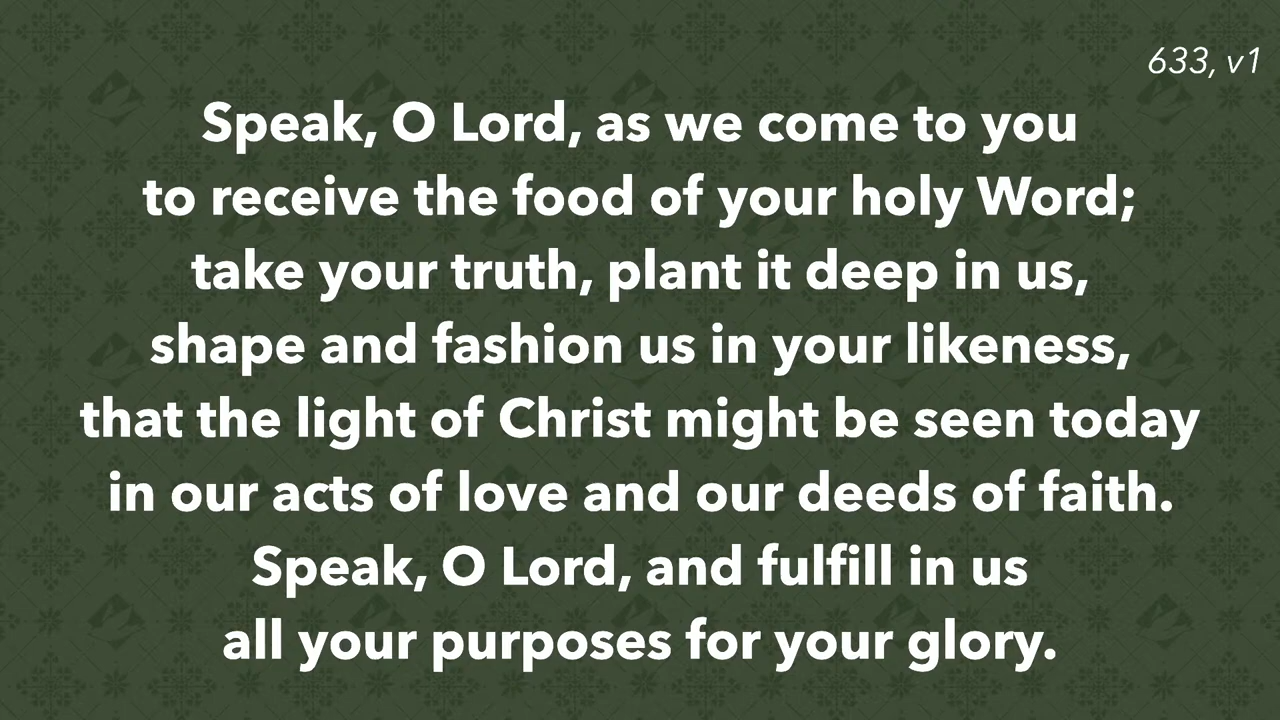 633, v1
Speak, O Lord, as we come to you
to receive the food of your holy Word;
take your truth, plant it deep in us,
shape and fashion us in your likeness,
that the light of Christ might be seen today
in our acts of love and our deeds of faith.
Speak, O Lord, and fulfill in us
all your purposes for your glory.